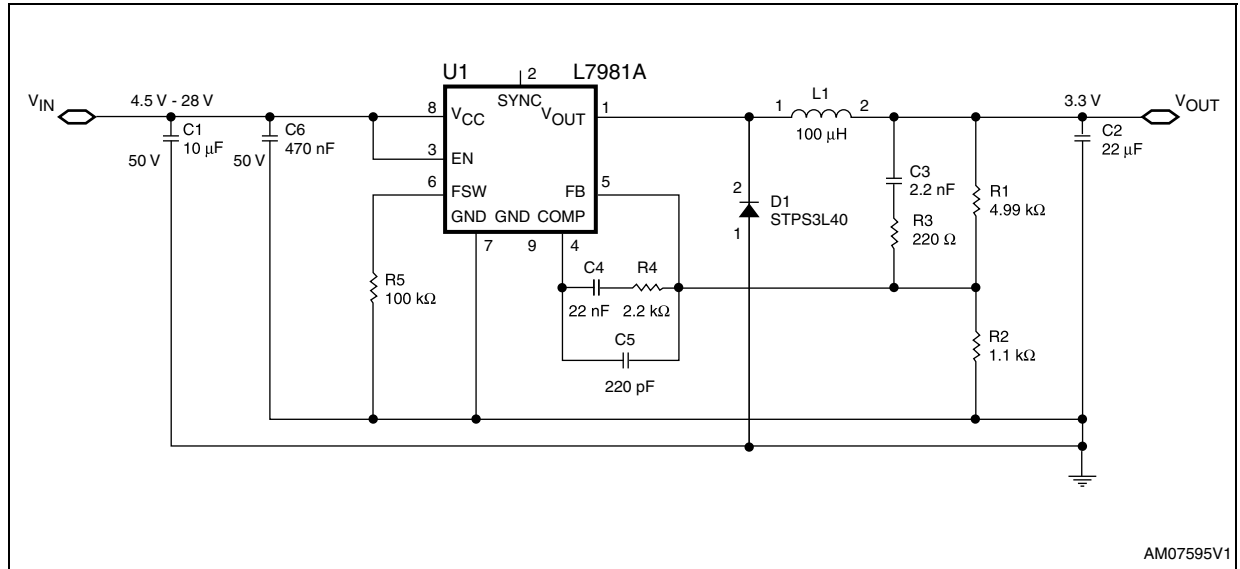 U1 L7981A
2
SYNC
V_IN
4.5 V - 28 V
8 V_CC V_OUT 1
1 L1 2
100 µH
3.3 V
V_OUT
C1
10 µF
50 V
C6
470 nF
50 V
3 EN
C2
22 µF
6 FSW FB 5
2
D1
STPS3L40
1
C3
2.2 nF
R1
4.99 kΩ
GND GND COMP
7 9 4
R3
220 Ω
R5
100 kΩ
C4 R4
22 nF 2.2 kΩ
C5
220 pF
R2
1.1 kΩ
AM07595V1